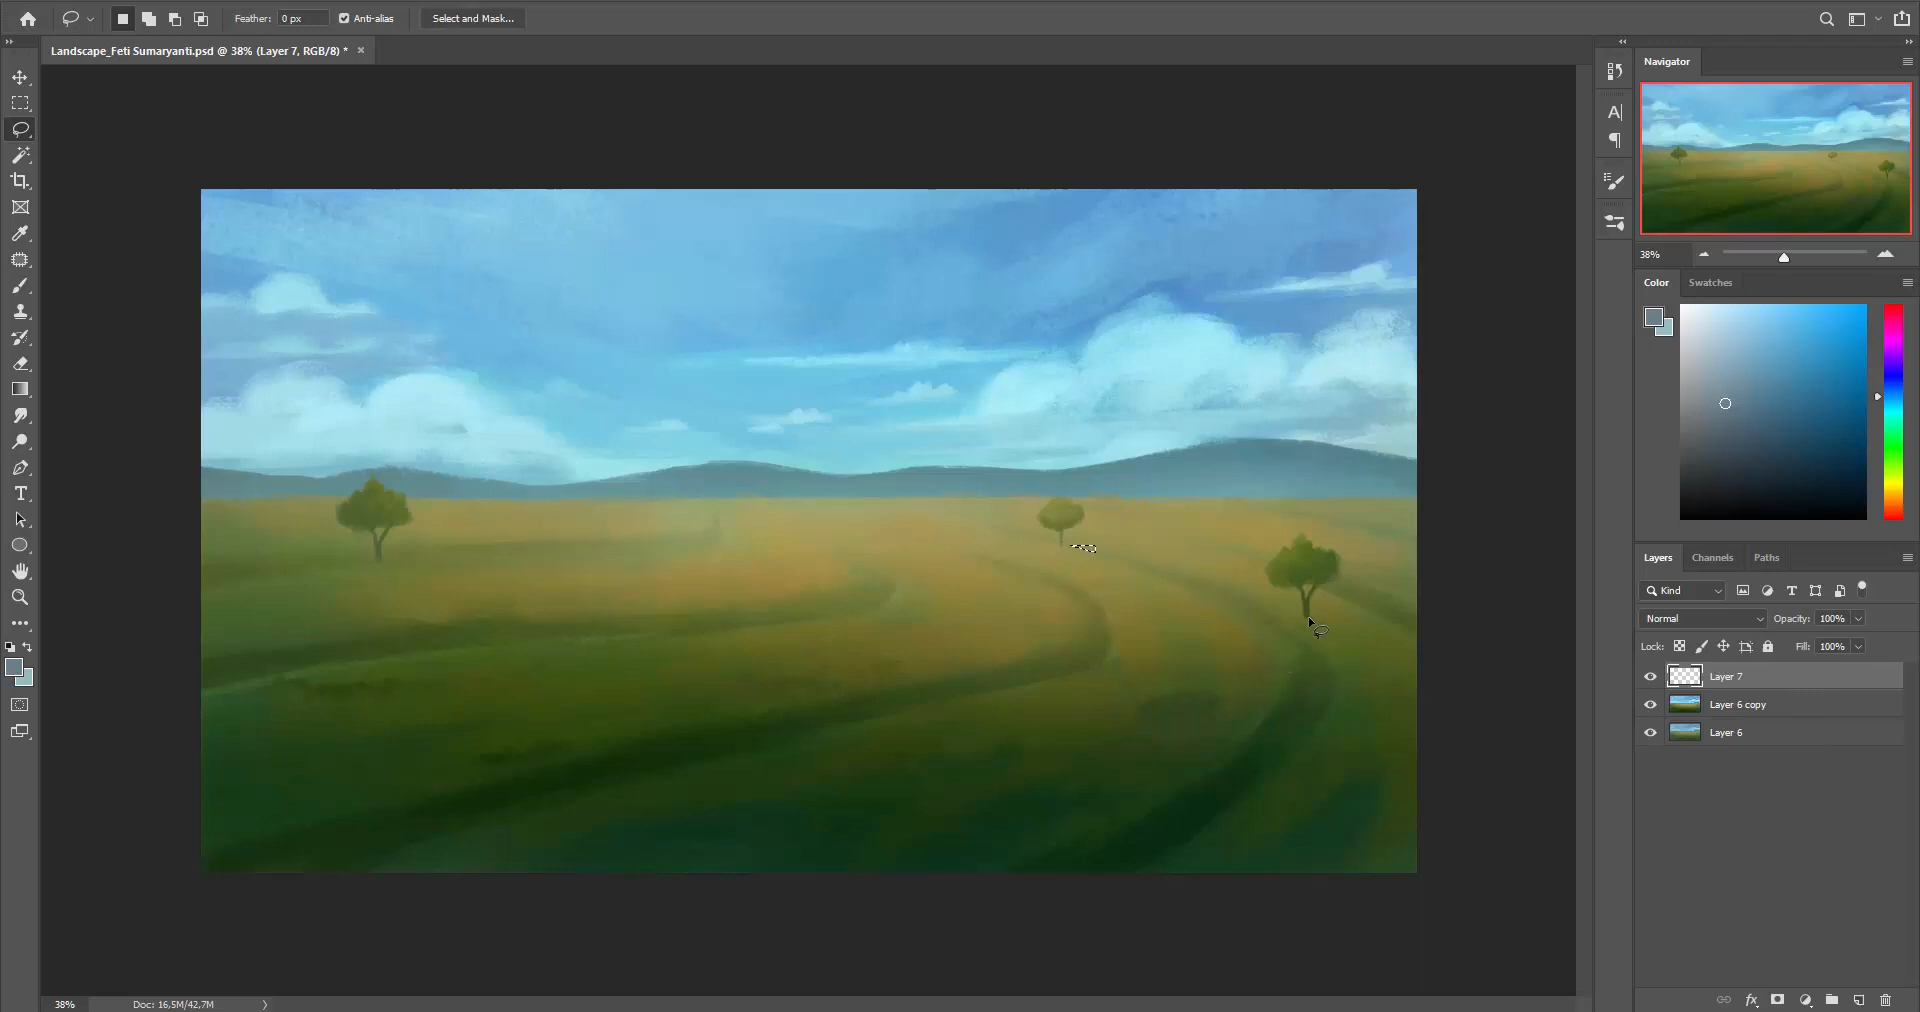 Feather: 0 px Anti-alias Select and Mask...
Landscape_Feti Sumaryanti.psd @ 38% (Layer 7, RGB/8) * ×
Navigator
38%
Color Swatches
Layers Channels Paths
Kind
Normal Opacity: 100%
Lock: Fill: 100%
Layer 7
Layer 6 copy
Layer 6
38% Doc: 16,5M/42,7M